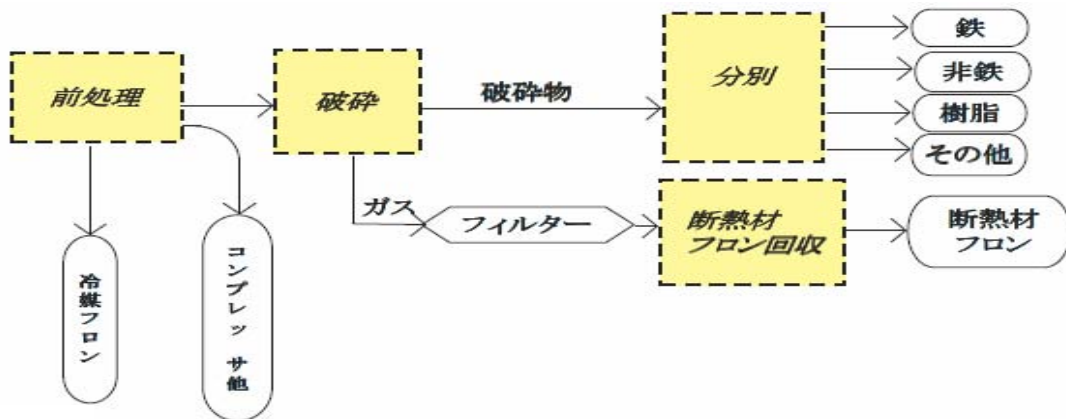 前処理
破砕
破砕物
分別
鉄
非鉄
樹脂
その他
ガス
フィルター
断熱材
フロン回収
断熱材
フロン
冷媒フロン
コンプレッサ他